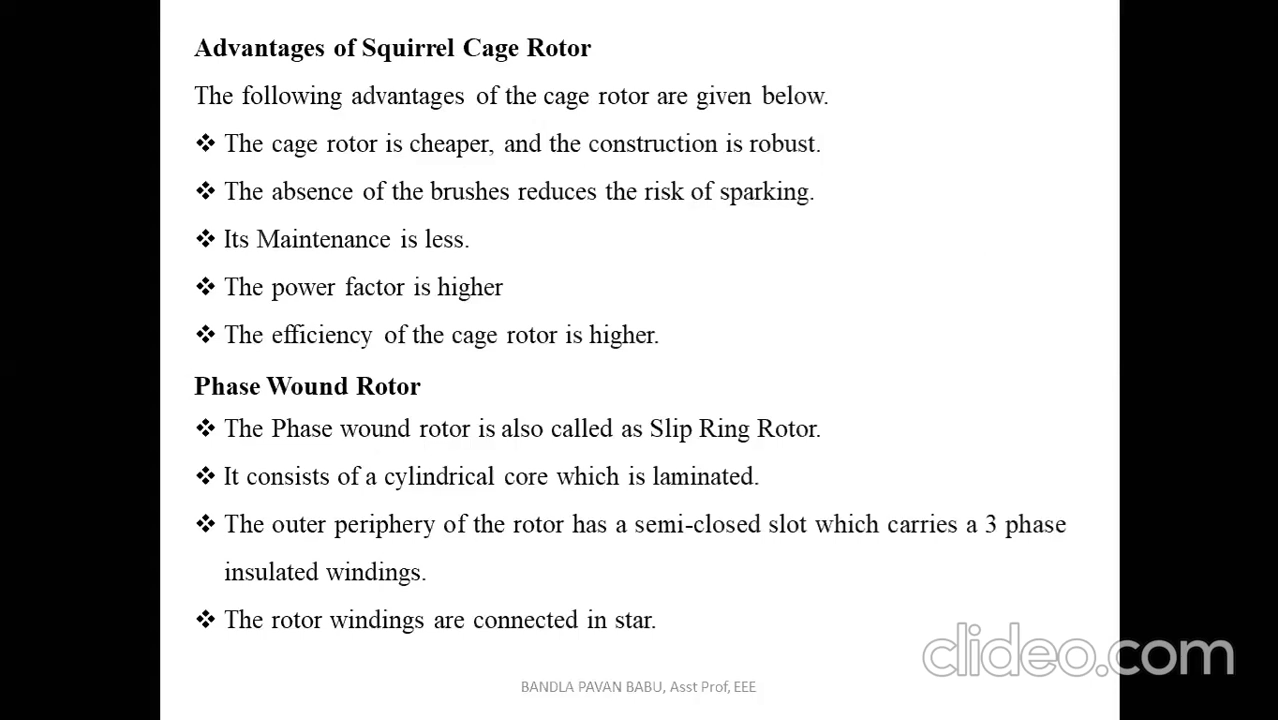 Advantages of Squirrel Cage Rotor
The following advantages of the cage rotor are given below.
❖ The cage rotor is cheaper, and the construction is robust.
❖ The absence of the brushes reduces the risk of sparking.
❖ Its Maintenance is less.
❖ The power factor is higher
❖ The efficiency of the cage rotor is higher.
Phase Wound Rotor
❖ The Phase wound rotor is also called as Slip Ring Rotor.
❖ It consists of a cylindrical core which is laminated.
❖ The outer periphery of the rotor has a semi-closed slot which carries a 3 phase
insulated windings.
❖ The rotor windings are connected in star.
clideo.com
BANDLA PAVAN BABU, Asst Prof, EEE